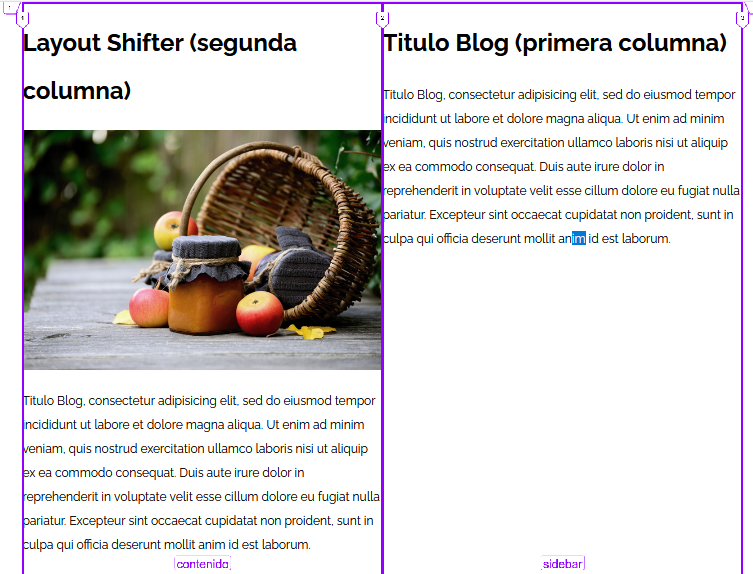 1
1
2
3
Layout Shifter (segunda
columna)
Titulo Blog, consectetur adipisicing elit, sed do eiusmod tempor
incididunt ut labore et dolore magna aliqua. Ut enim ad minim
veniam, quis nostrud exercitation ullamco laboris nisi ut aliquip
ex ea commodo consequat. Duis aute irure dolor in
reprehenderit in voluptate velit esse cillum dolore eu fugiat nulla
pariatur. Excepteur sint occaecat cupidatat non proident, sunt in
culpa qui officia deserunt mollit anim id est laborum.
contenido
Titulo Blog (primera columna)
Titulo Blog, consectetur adipisicing elit, sed do eiusmod tempor
incididunt ut labore et dolore magna aliqua. Ut enim ad minim
veniam, quis nostrud exercitation ullamco laboris nisi ut aliquip
ex ea commodo consequat. Duis aute irure dolor in
reprehenderit in voluptate velit esse cillum dolore eu fugiat nulla
pariatur. Excepteur sint occaecat cupidatat non proident, sunt in
culpa qui officia deserunt mollit anim id est laborum.
sidebar